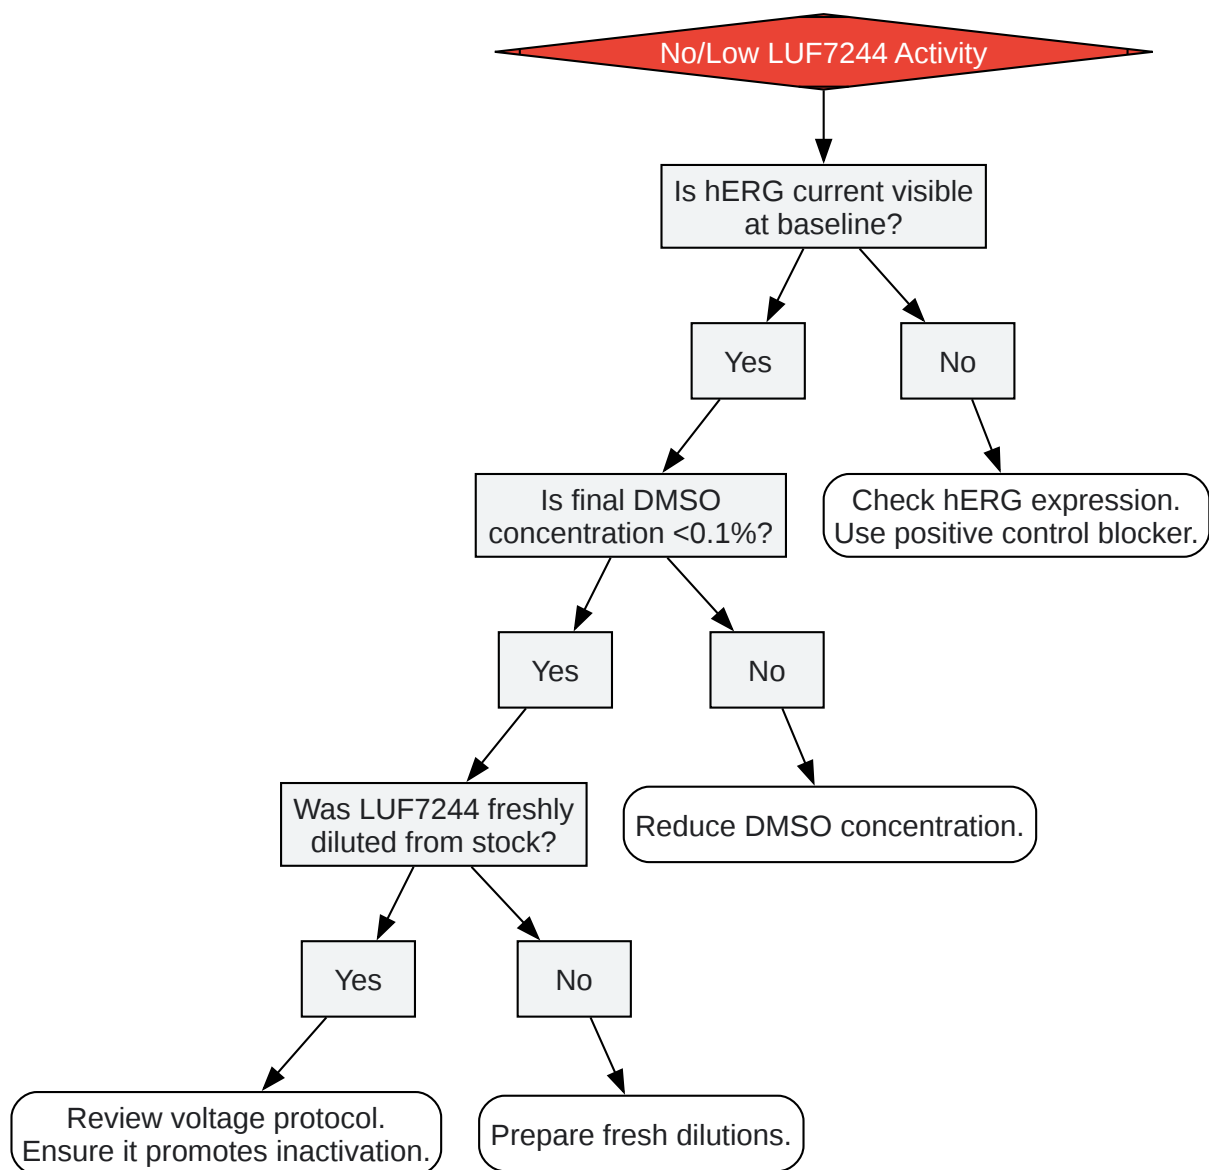 No/Low LUF7244 Activity
Is hERG current visible
at baseline?
Yes
No
Is final DMSO
concentration <0.1%?
Check hERG expression.
Use positive control blocker.
Yes
No
Was LUF7244 freshly
diluted from stock?
Reduce DMSO concentration.
Yes
No
Review voltage protocol.
Ensure it promotes inactivation.
Prepare fresh dilutions.